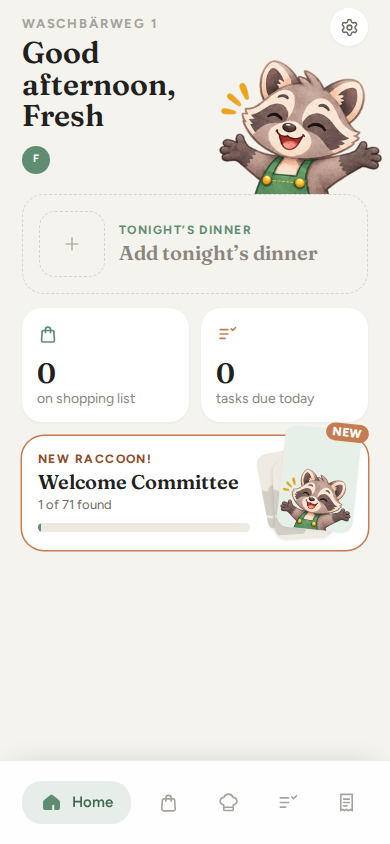 WASCHBÄRWEG 1
Good
afternoon,
Fresh
F
TONIGHT'S DINNER
Add tonight's dinner
0
on shopping list
0
tasks due today
NEW
NEW RACCOON!
Welcome Committee
1 of 71 found
Home